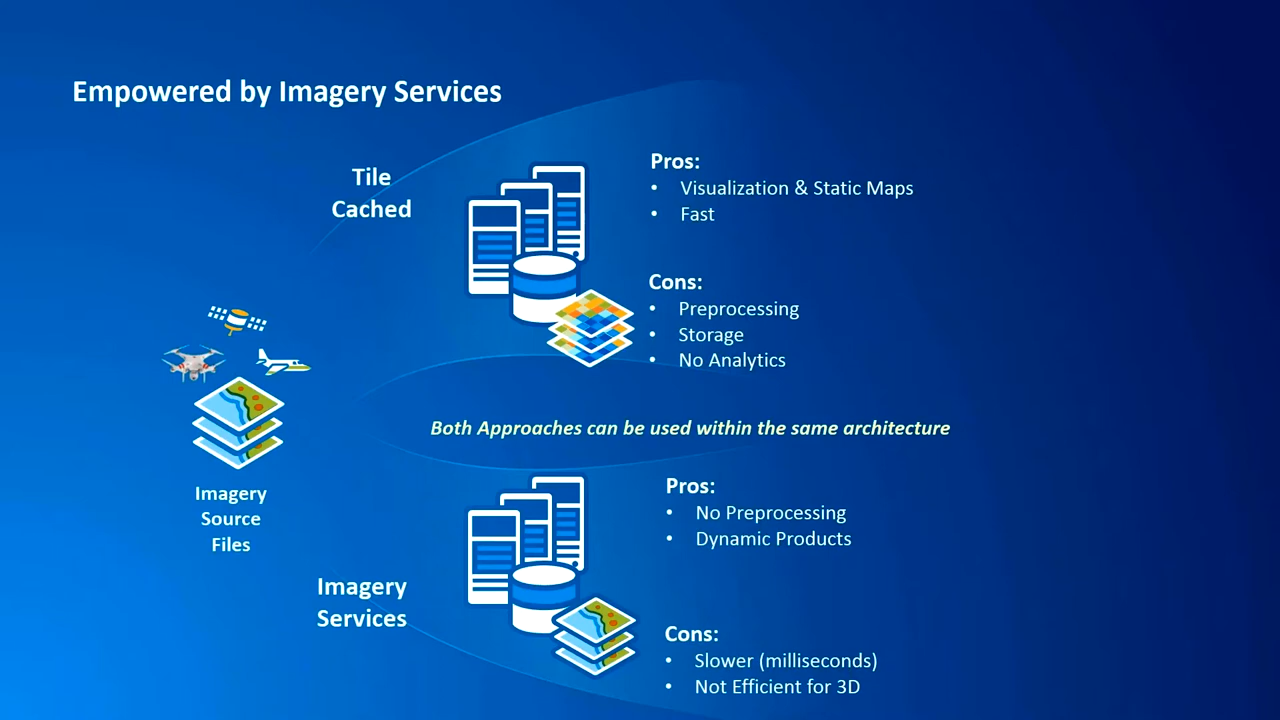 Empowered by Imagery Services
Tile
Cached
Pros:
• Visualization & Static Maps
• Fast
Cons:
• Preprocessing
• Storage
• No Analytics
Both Approaches can be used within the same architecture
Imagery
Source
Files
Imagery
Services
Pros:
• No Preprocessing
• Dynamic Products
Cons:
• Slower (milliseconds)
• Not Efficient for 3D